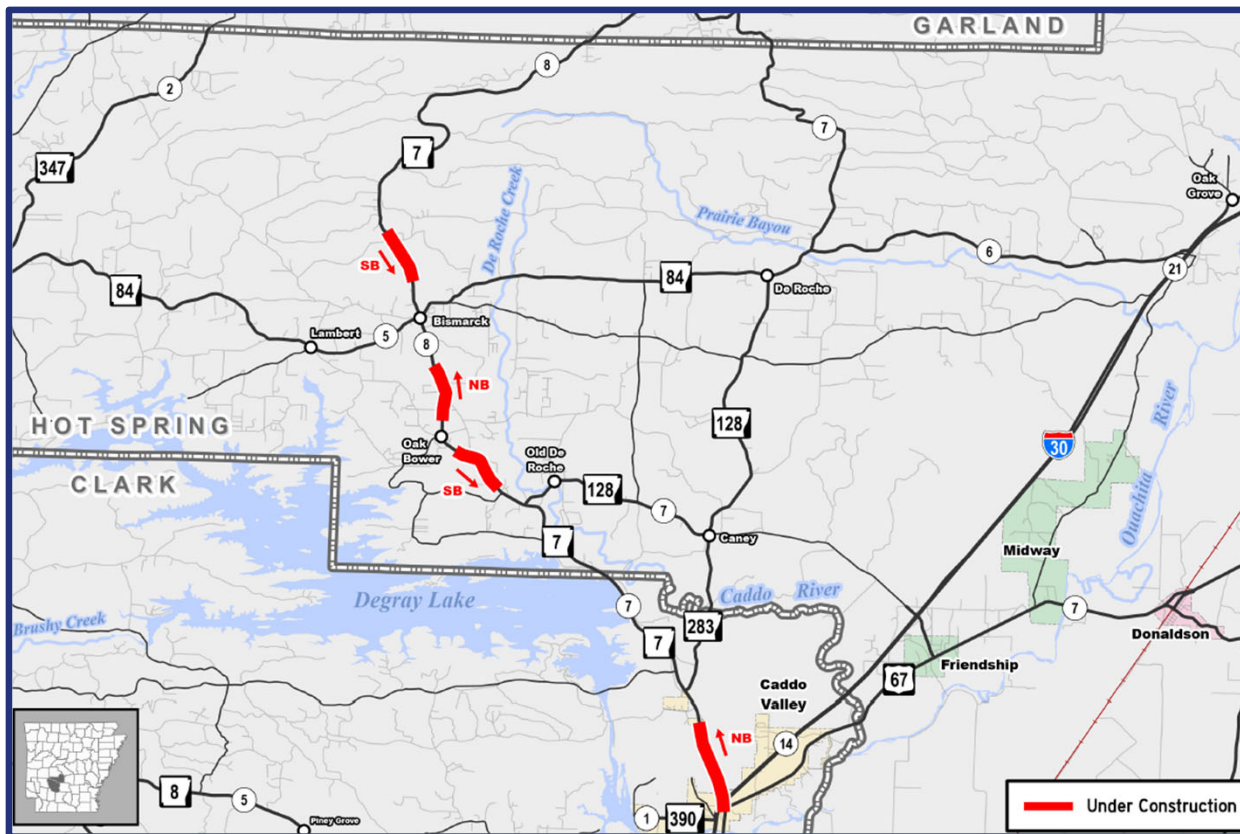 GARLAND
8
2
7
7
347
Oak
Grove
De Roche Creek
Prairie Bayou
6
SB
21
84
84
De Roche
Bismarck
Lambert
5
8
NB
128
HOT SPRING
Oak
Bower
30
Ouachita
River
CLARK
Old De
Roche
SB
128
7
7
Caney
Midway
Degray Lake
Caddo River
7
7
Donaldson
Brushy Creek
283
7
Friendship
67
Caddo
Valley
NB
14
8
5
1
390
Piney Grove
Under Construction